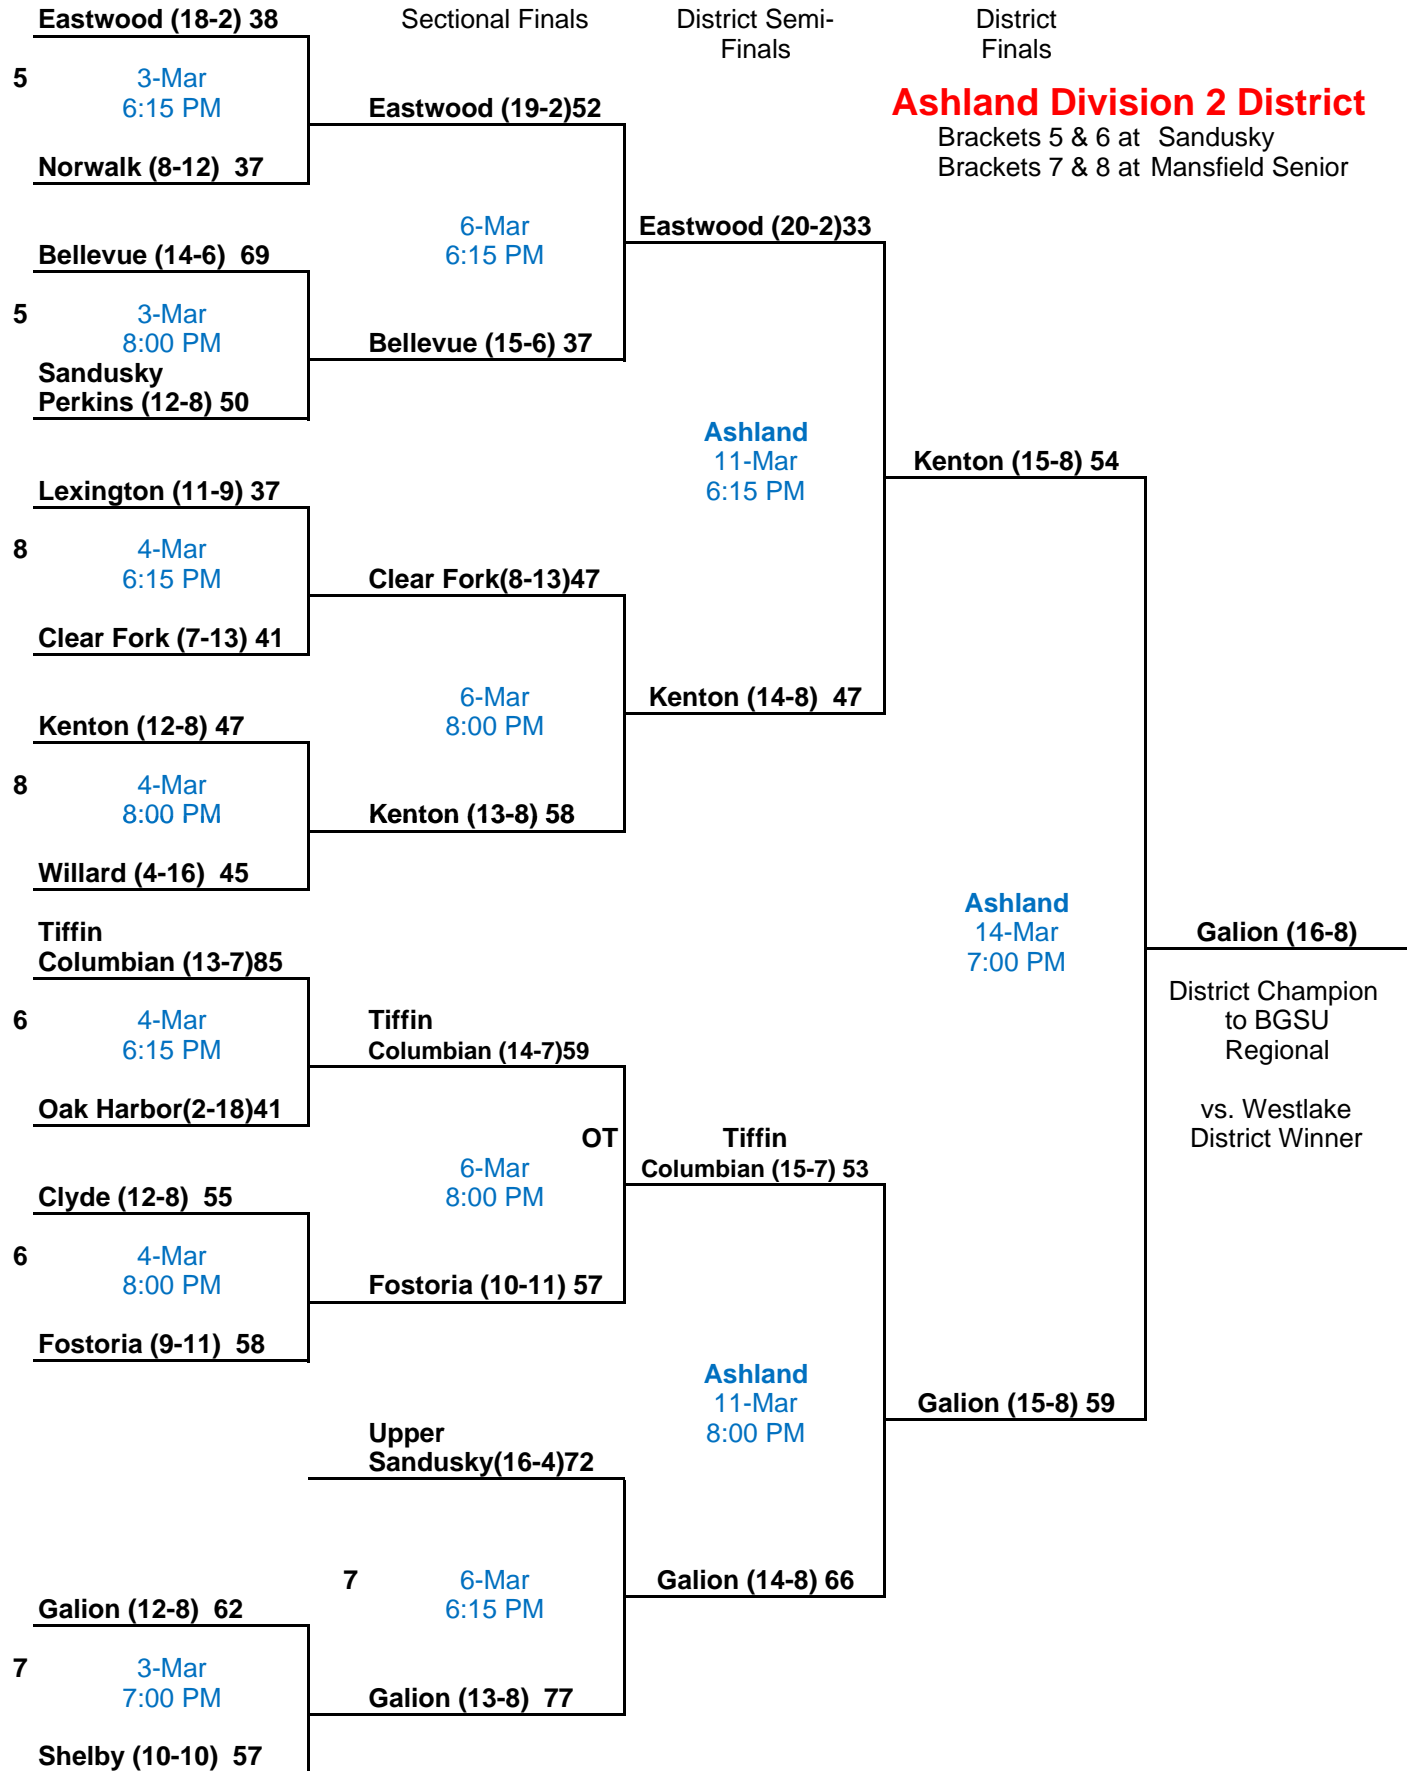 Eastwood (18-2) 38
Sectional Finals
District Semi-
Finals
District
Finals
Ashland Division 2 District
Brackets 5 & 6 at Sandusky
Brackets 7 & 8 at Mansfield Senior
5
3-Mar
6:15 PM
Eastwood (19-2)52
Norwalk (8-12) 37
6-Mar
6:15 PM
Eastwood (20-2)33
Bellevue (14-6) 69
5
3-Mar
8:00 PM
Bellevue (15-6) 37
Sandusky
Perkins (12-8) 50
Ashland
11-Mar
6:15 PM
Kenton (15-8) 54
Lexington (11-9) 37
8
4-Mar
6:15 PM
Clear Fork(8-13)47
Clear Fork (7-13) 41
6-Mar
8:00 PM
Kenton (14-8) 47
Kenton (12-8) 47
8
4-Mar
8:00 PM
Kenton (13-8) 58
Willard (4-16) 45
Ashland
14-Mar
7:00 PM
Galion (16-8)
District Champion
to BGSU
Regional
vs. Westlake
District Winner
Tiffin
Columbian (13-7)85
6
4-Mar
6:15 PM
Tiffin
Columbian (14-7)59
Oak Harbor(2-18)41
OT
6-Mar
8:00 PM
Tiffin
Columbian (15-7) 53
Clyde (12-8) 55
6
4-Mar
8:00 PM
Fostoria (10-11) 57
Fostoria (9-11) 58
Ashland
11-Mar
8:00 PM
Galion (15-8) 59
Upper
Sandusky(16-4)72
7
6-Mar
6:15 PM
Galion (14-8) 66
Galion (12-8) 62
7
3-Mar
7:00 PM
Galion (13-8) 77
Shelby (10-10) 57